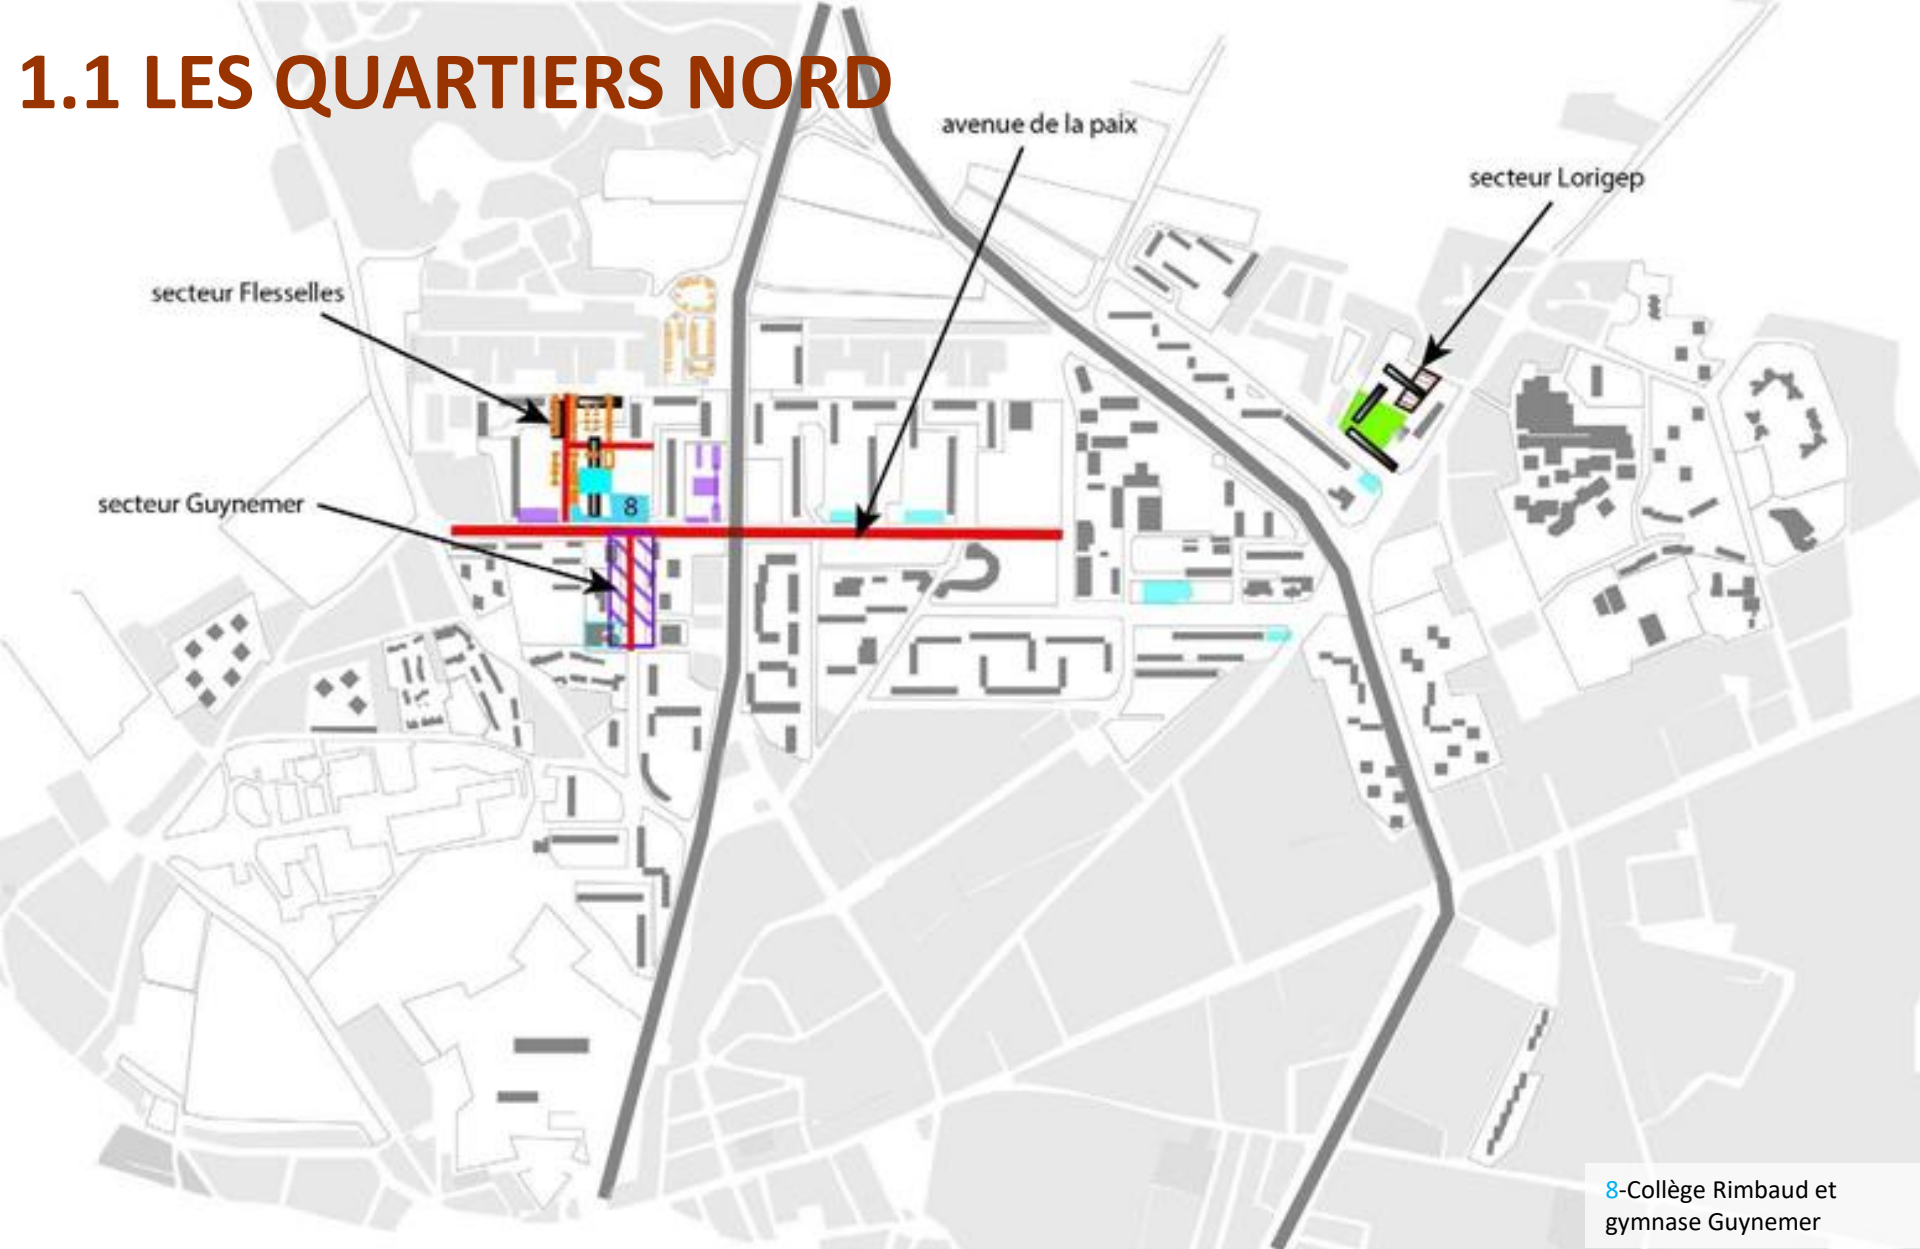 1.1 LES QUARTIERS NORD
avenue de la paix
secteur Lorigep
secteur Flesselles
secteur Guynemer
8
8-Collège Rimbaud et
gymnase Guynemer